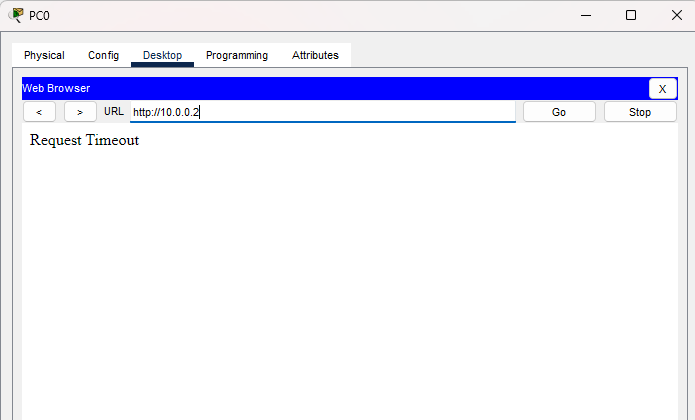 PC0
Physical Config Desktop Programming Attributes
Web Browser X
< > URL http://10.0.0.2 Go Stop
Request Timeout